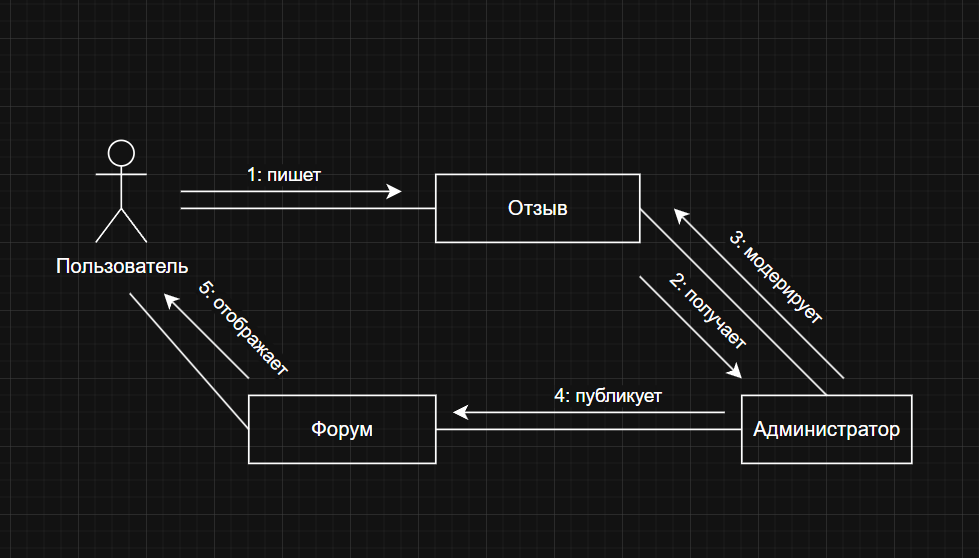 1: пишет
Отзыв
Пользователь
3: модерирует
2: получает
5: отображает
4: публикует
Форум
Администратор